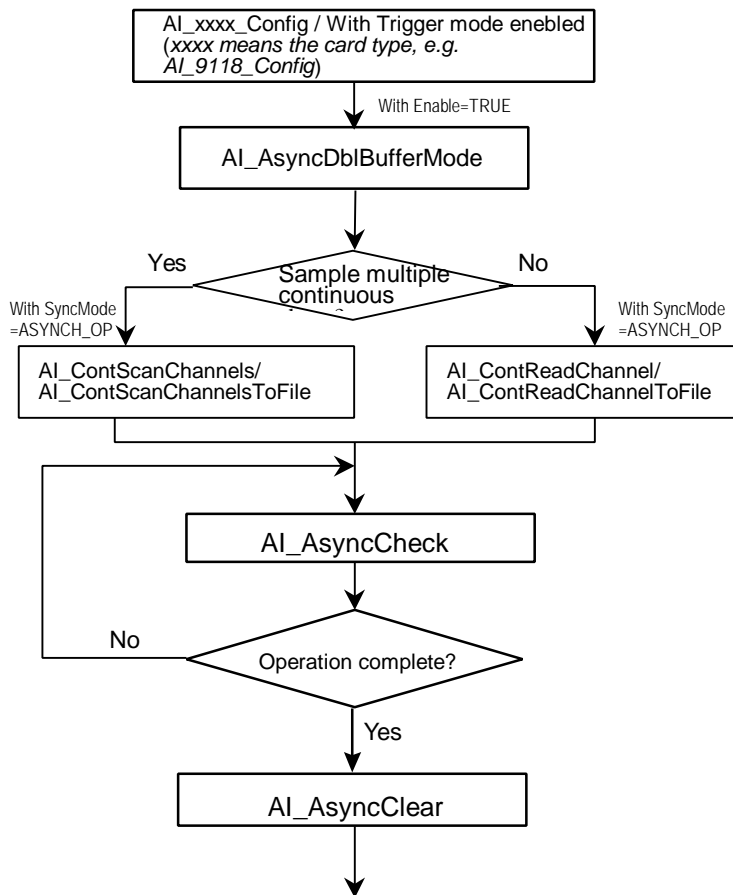 AI_xxxx_Config / With Trigger mode enebled
(xxxx means the card type, e.g.
AI_9118_Config)
With Enable=TRUE
AI_AsyncDblBufferMode
Yes
Sample multiple
continuous
No
With SyncMode
=ASYNCH_OP
With SyncMode
=ASYNCH_OP
AI_ContScanChannels/
AI_ContScanChannelsToFile
AI_ContReadChannel/
AI_ContReadChannelToFile
AI_AsyncCheck
No
Operation complete?
Yes
AI_AsyncClear